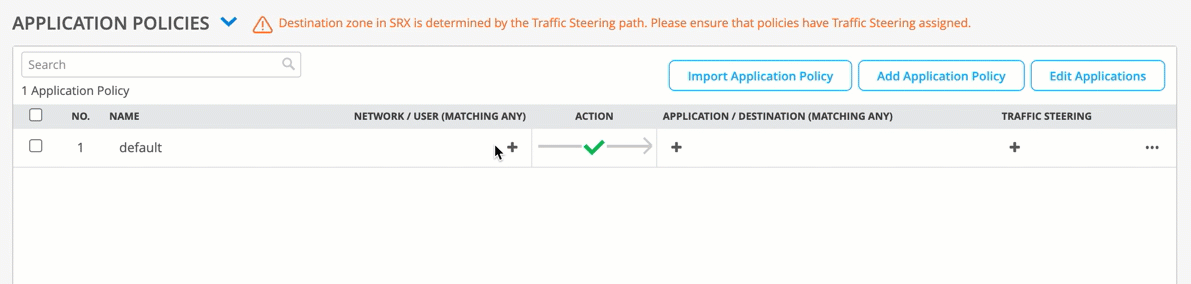 APPLICATION POLICIES
Destination zone in SRX is determined by the Traffic Steering path. Please ensure that policies have Traffic Steering assigned.
Search
Import Application Policy Add Application Policy Edit Applications
1 Application Policy
NO. NAME NETWORK / USER (MATCHING ANY) ACTION APPLICATION / DESTINATION (MATCHING ANY) TRAFFIC STEERING
1 default